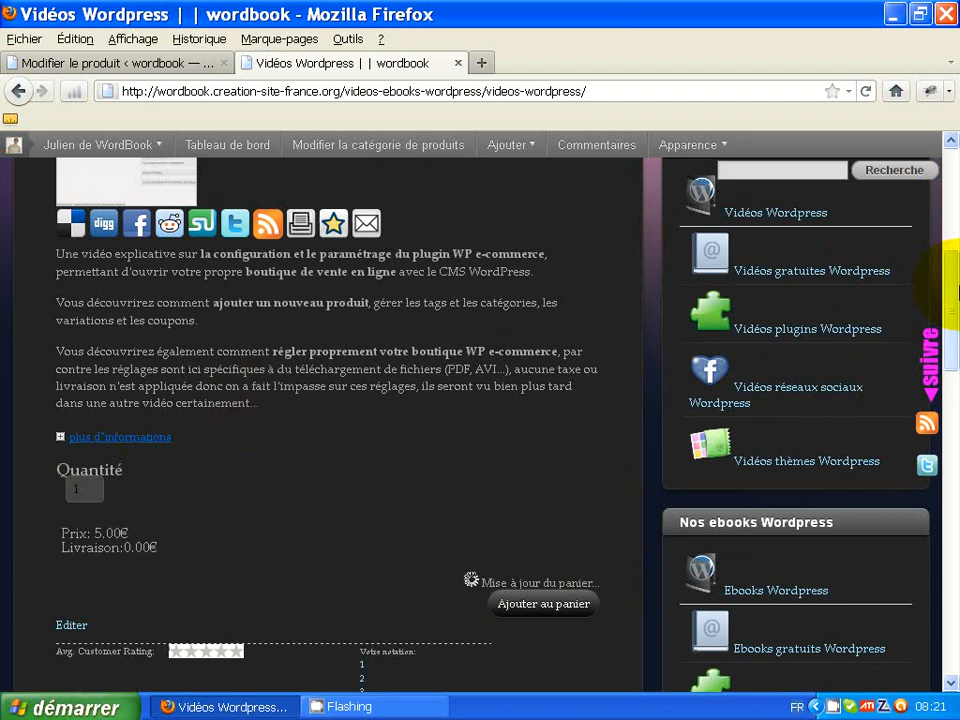 Vidéos Wordpress | | wordbook - Mozilla Firefox
Fichier Édition Affichage Historique Marque-pages Outils ?
Modifier le produit ‹ wordbook — ... × Vidéos Wordpress | | wordbook × +
http://wordbook.creation-site-france.org/videos-ebooks-wordpress/videos-wordpress/
Julien de WordBook Tableau de bord Modifier la catégorie de produits Ajouter Commentaires Apparence
Recherche
Vidéos Wordpress
digg
Une vidéo explicative sur la configuration et le paramétrage du plugin WP e-commerce,
permettant d'ouvrir votre propre boutique de vente en ligne avec le CMS WordPress.
Vidéos gratuites Wordpress
Vous découvrirez comment ajouter un nouveau produit, gérer les tags et les catégories, les
variations et les coupons.
Vidéos plugins Wordpress
Vous découvrirez également comment régler proprement votre boutique WP e-commerce, par
contre les réglages sont ici spécifiques à du téléchargement de fichiers (PDF, AVI...), aucune taxe ou
livraison n'est appliquée donc on a fait l'impasse sur ces réglages, ils seront vu bien plus tard
dans une autre vidéo certainement...
suivre
Vidéos réseaux sociaux
Wordpress
plus d"informations
Vidéos thèmes Wordpress
Quantité
1
Nos ebooks Wordpress
Prix: 5.00€
Livraison:0.00€
Mise à jour du panier...
Ajouter au panier
Ebooks Wordpress
Editer
Avg. Customer Rating:
Votre notation:
1
2
Ebooks gratuits Wordpress
démarrer Vidéos Wordpress... Flashing FR 08:21